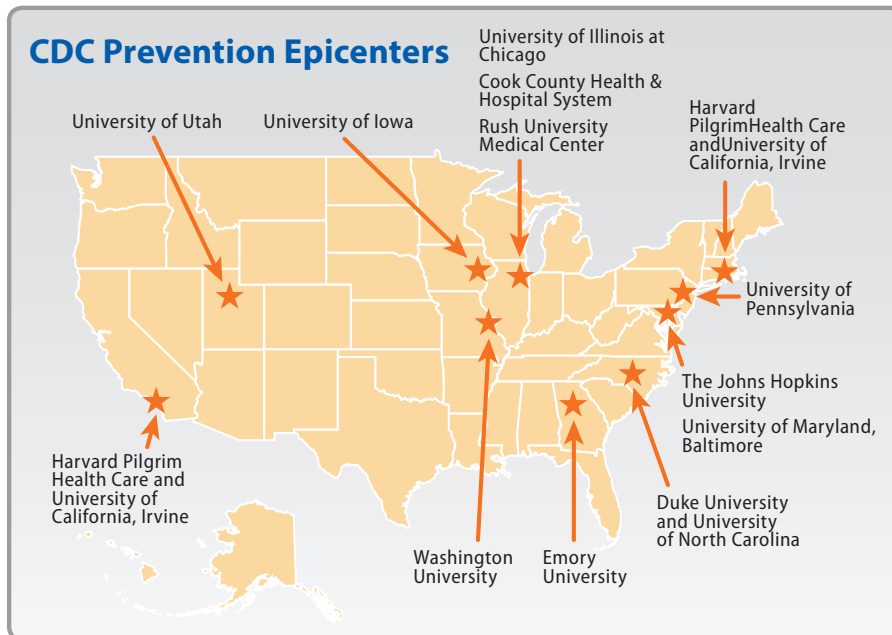 CDC Prevention Epicenters
University of Illinois at
Chicago
Cook County Health &
Hospital System
Rush University
Medical Center
Harvard
PilgrimHealth Care
andUniversity of
California, Irvine
University of Utah
University of Iowa
University of
Pennsylvania
The Johns Hopkins
University
University of Maryland,
Baltimore
Harvard Pilgrim
Health Care and
University of
California, Irvine
Duke University
and University
of North Carolina
Washington
University
Emory
University